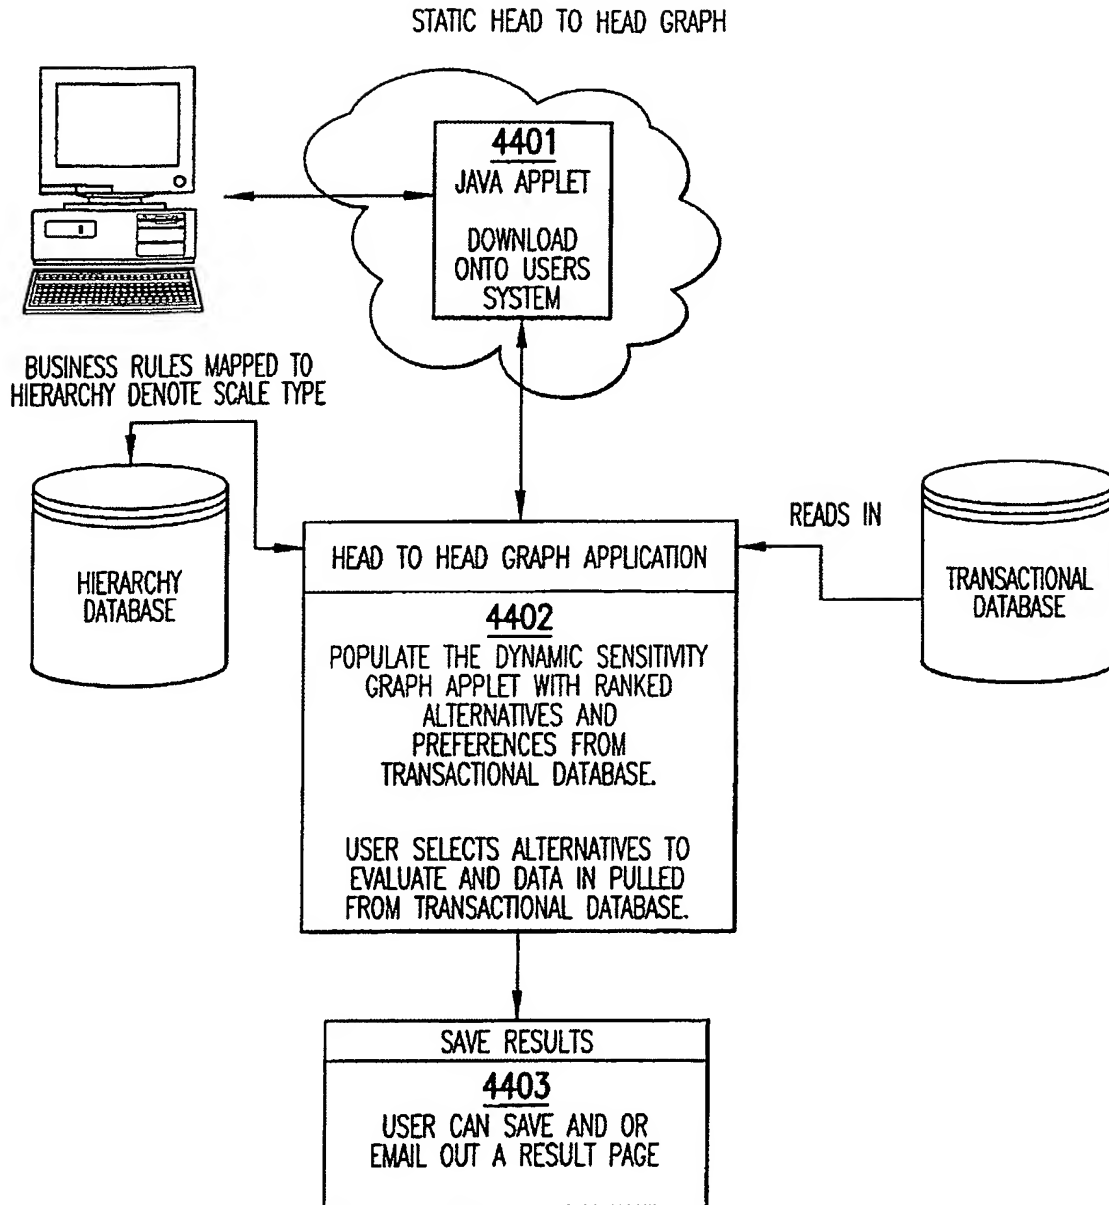 STATIC HEAD TO HEAD GRAPH
4401
JAVA APPLET
DOWNLOAD
ONTO USERS
SYSTEM
BUSINESS RULES MAPPED TO
HIERARCHY DENOTE SCALE TYPE
HIERARCHY
DATABASE
READS IN
TRANSACTIONAL
DATABASE
HEAD TO HEAD GRAPH APPLICATION
4402
POPULATE THE DYNAMIC SENSITIVITY
GRAPH APPLET WITH RANKED
ALTERNATIVES AND
PREFERENCES FROM
TRANSACTIONAL DATABASE.
USER SELECTS ALTERNATIVES TO
EVALUATE AND DATA IN PULLED
FROM TRANSACTIONAL DATABASE.
SAVE RESULTS
4403
USER CAN SAVE AND OR
EMAIL OUT A RESULT PAGE